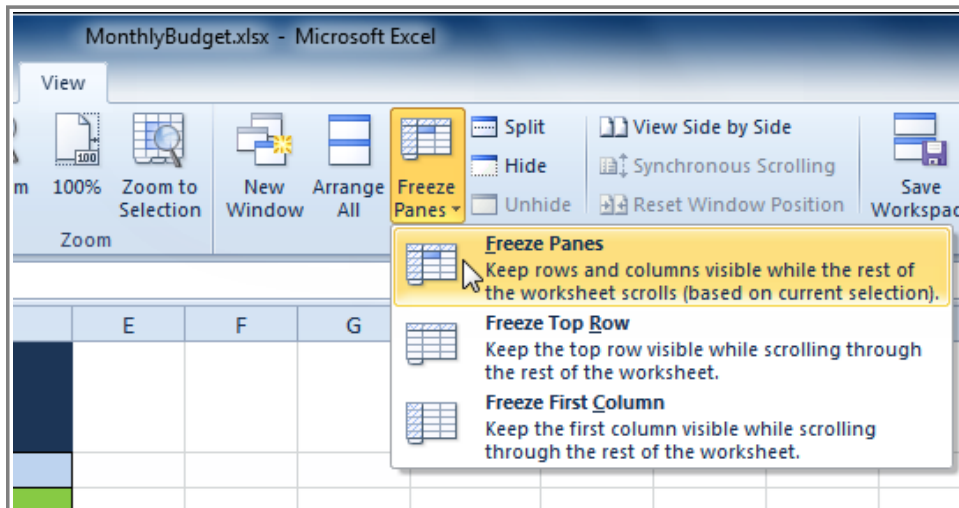 MonthlyBudget.xlsx - Microsoft Excel
View
100
100%
Zoom to
Selection
New
Window
Arrange
All
Freeze
Panes
Split
Hide
Unhide
View Side by Side
Synchronous Scrolling
Reset Window Position
Save
Zoom
Freeze Panes
Keep rows and columns visible while the rest of
the worksheet scrolls (based on current selection).
Freeze Top Row
Keep the top row visible while scrolling through
the rest of the worksheet.
Freeze First Column
Keep the first column visible while scrolling
through the rest of the worksheet.
E F G